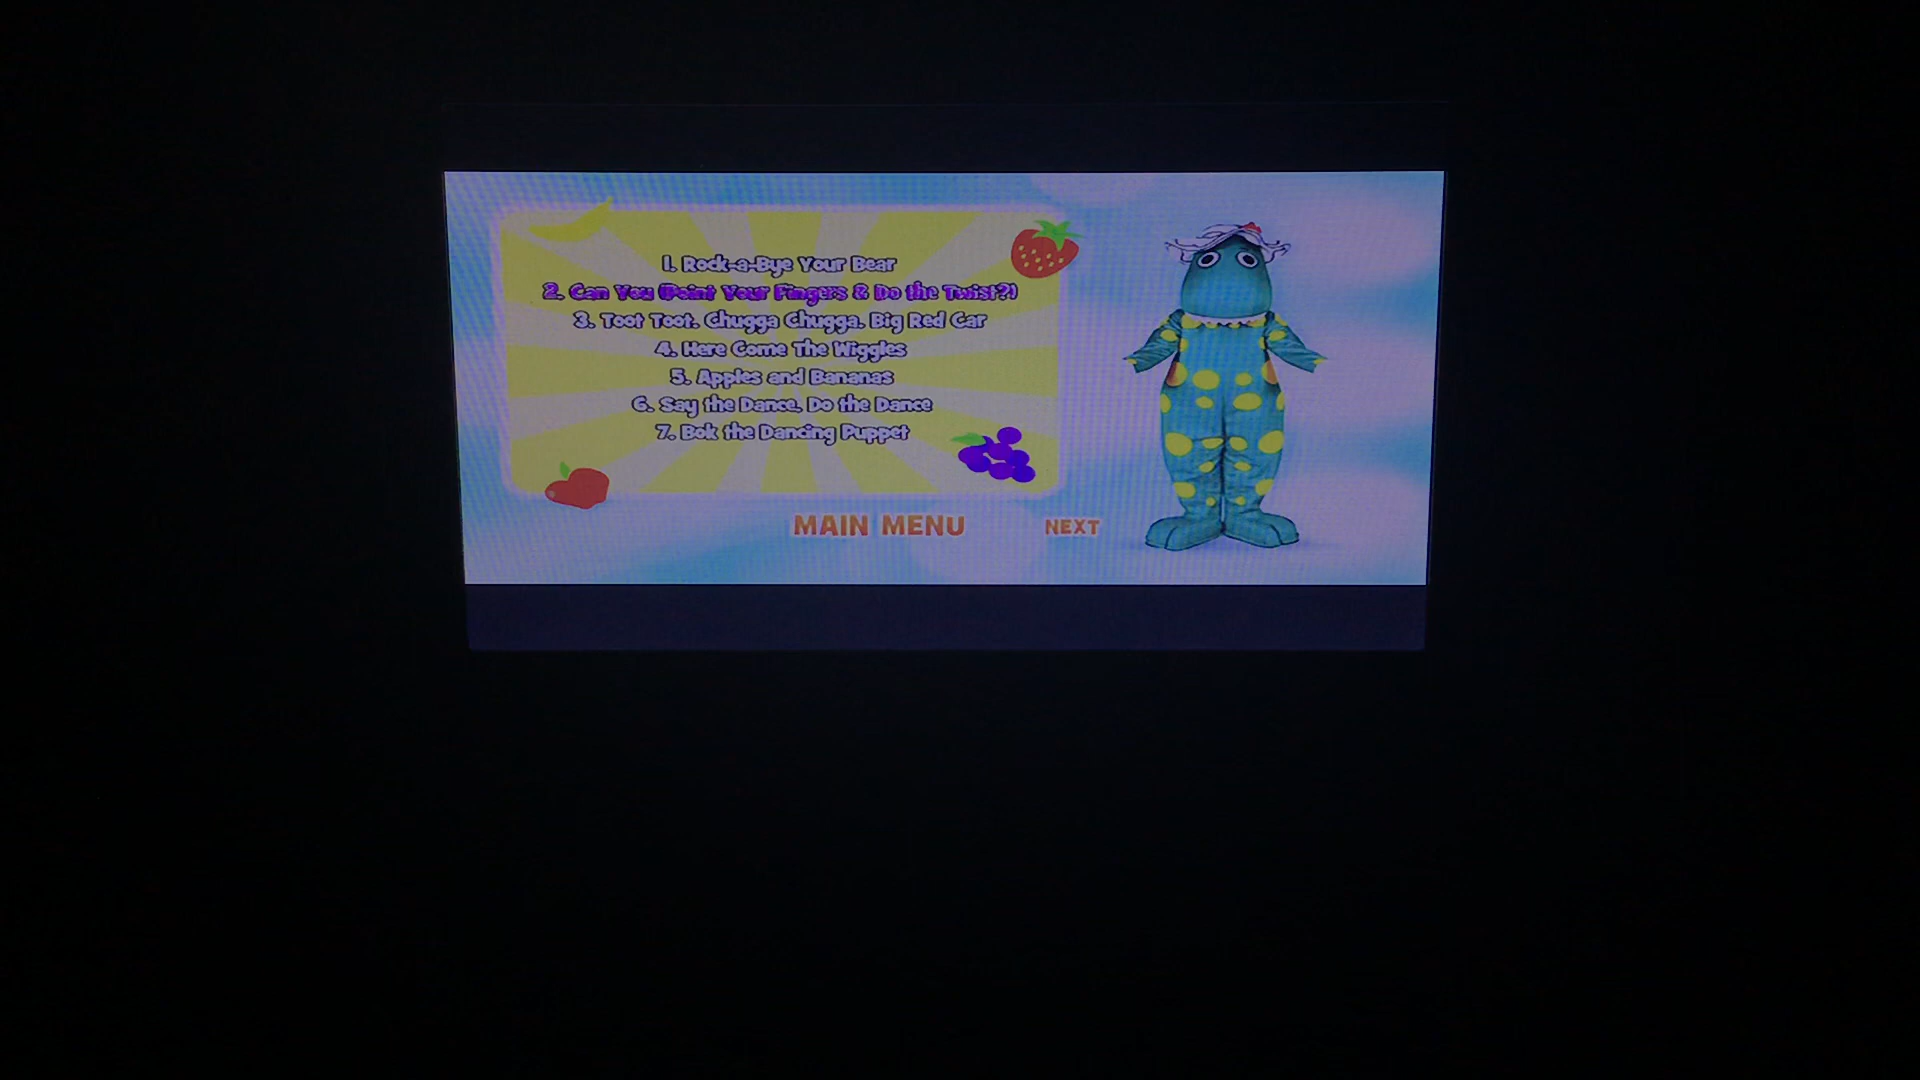 1. Rock-a-Bye Your Bear
2. Can You (Point Your Fingers & Do the Twist?)
3. Toot Toot, Chugga Chugga, Big Red Car
4. Here Come The Wiggles
5. Apples and Bananas
6. Say the Dance, Do the Dance
7. Bok the Dancing Puppet
MAIN MENU NEXT